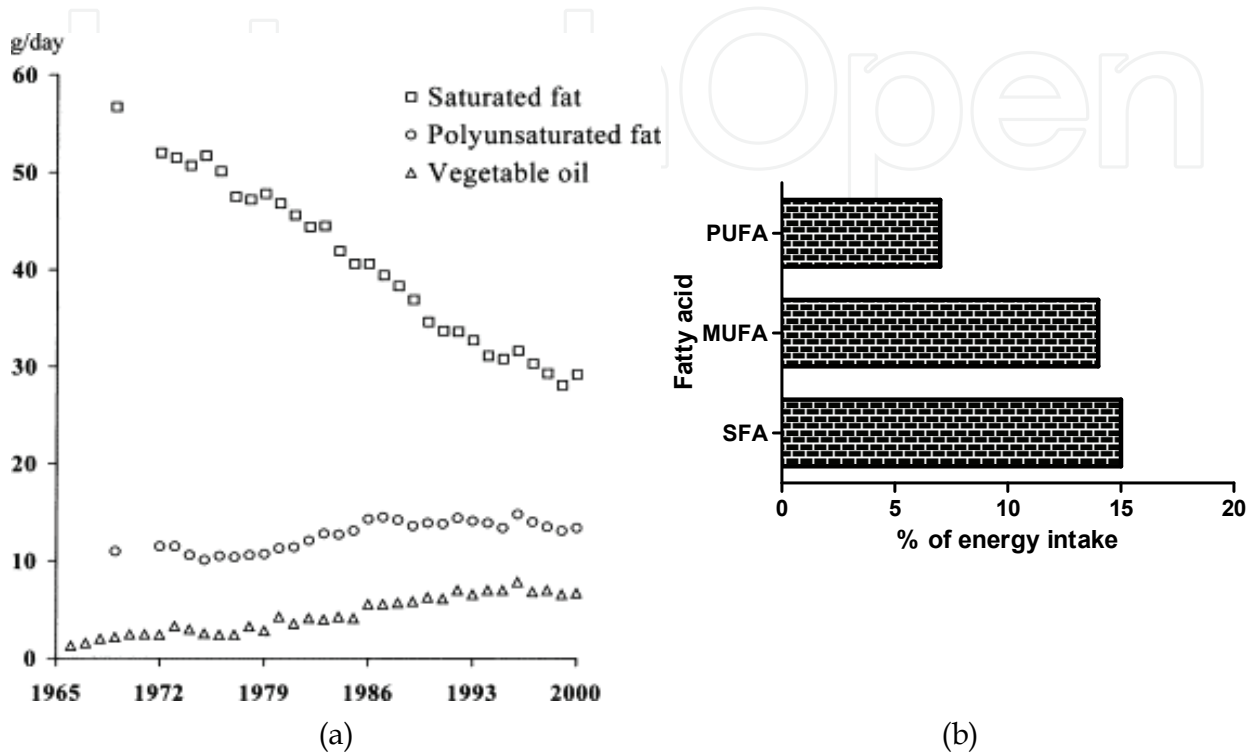 Open
g/day
60
50
40
30
20
10
0
1965 1972 1979 1986 1993 2000
Saturated fat
Polyunsaturated fat
Vegetable oil
(a)
Fatty acid
PUFA
MUFA
SFA
0 5 10 15 20
% of energy intake
(b)